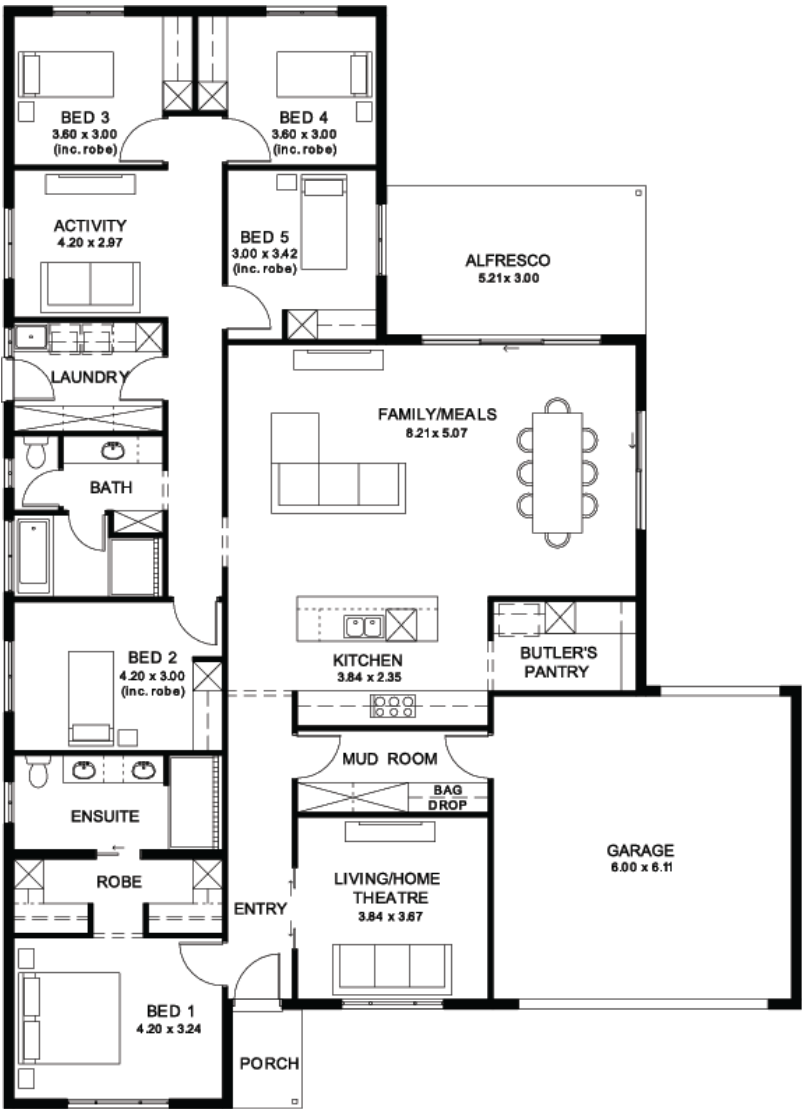 BED 3
3.60 x 3.00
(inc. robe)
BED 4
3.60 x 3.00
(inc. robe)
ACTIVITY
4.20 x 2.97
BED 5
3.00 x 3.42
(inc. robe)
ALFRESCO
5.21 x 3.00
LAUNDRY
FAMILY/MEALS
8.21 x 5.07
BATH
BED 2
4.20 x 3.00
(inc. robe)
KITCHEN
3.84 x 2.35
BUTLER'S
PANTRY
MUD ROOM
BAG
DROP
ENSUITE
ROBE
ENTRY
LIVING/HOME
THEATRE
3.84 x 3.67
GARAGE
6.00 x 6.11
BED 1
4.20 x 3.24
PORCH